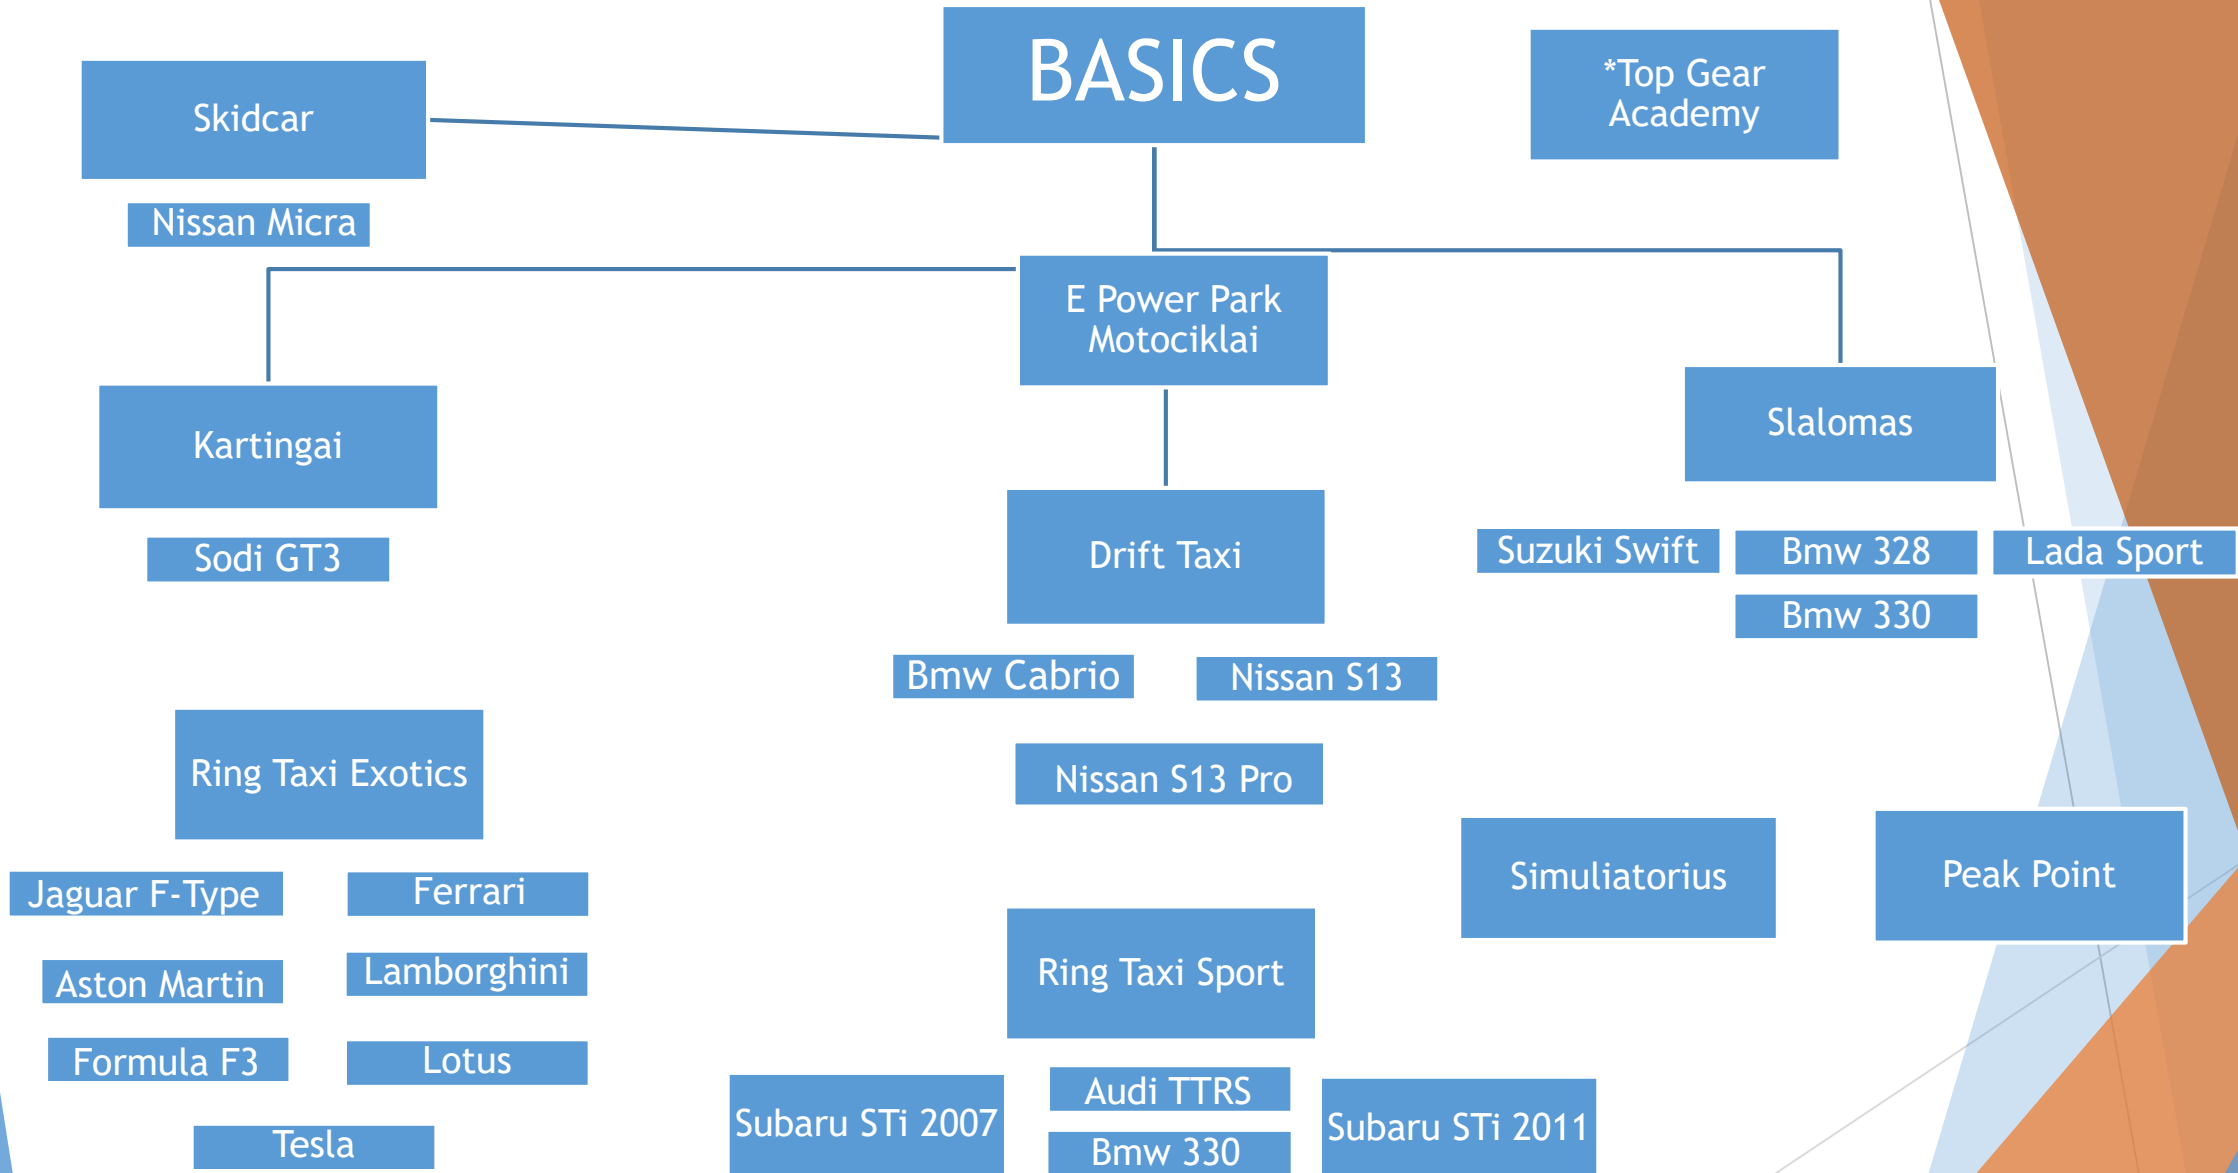 BASICS
*Top Gear
Academy
Skidcar
Nissan Micra
E Power Park
Motociklai
Kartingai
Slalomas
Sodi GT3
Drift Taxi
Suzuki Swift
Bmw 328
Lada Sport
Bmw 330
Bmw Cabrio
Nissan S13
Nissan S13 Pro
Ring Taxi Exotics
Jaguar F-Type
Ferrari
Aston Martin
Lamborghini
Formula F3
Lotus
Tesla
Simuliatorius
Peak Point
Ring Taxi Sport
Subaru STi 2007
Audi TTRS
Subaru STi 2011
Bmw 330